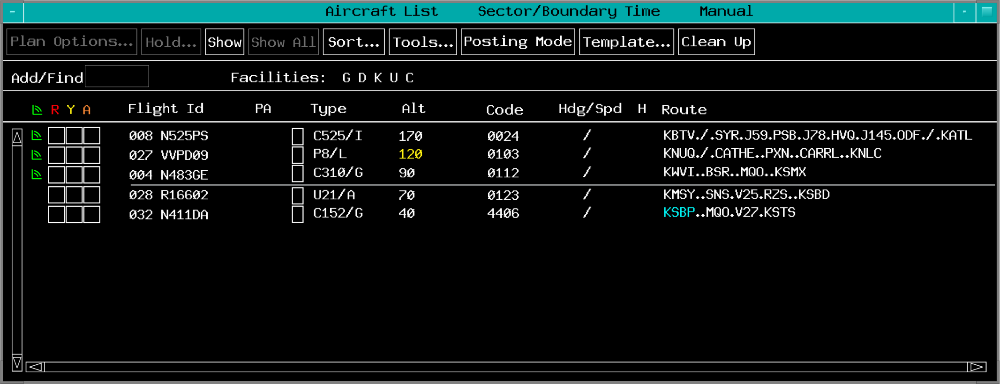 Aircraft List Sector/Boundary Time Manual
Plan Options... Hold... Show Show All Sort... Tools... Posting Mode Template... Clean Up
Add/Find Facilities: G D K U C
R Y A Flight Id PA Type Alt Code Hdg/Spd H Route
008 N525PS C525/I 170 0024 / KBTV./.SYR.J59.PSB.J78.HVQ.J145.ODF./.KATL
027 VVPD09 P8/L 120 0103 / KNUQ./.CATHE..PXN..CARRL..KNLC
004 N483GE C310/G 90 0112 / KWVI..BSR..MQO..KSMX
028 R16602 U21/A 70 0123 / KMSY..SNS.V25.RZS..KSBD
032 N411DA C152/G 40 4406 / KSBP..MQO.V27.KSTS